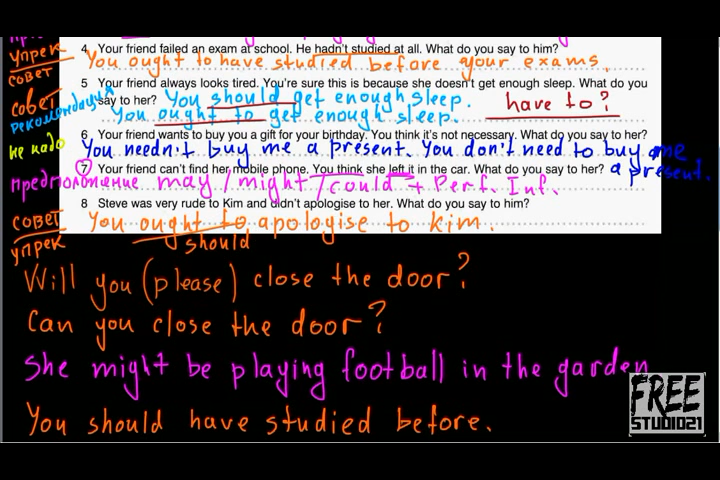 упрек
совет
4 Your friend failed an exam at school. He hadn't studied at all. What do you say to him?
You ought to have studied before your exams.
5 Your friend always looks tired. You're sure this is because she doesn't get enough sleep. What do you
say to her?
совет
рекомендация
You should get enough sleep.
have to?
You ought to get enough sleep.
6 Your friend wants to buy you a gift for your birthday. You think it's not necessary. What do you say to her?
не надо
You needn't buy me a present. You don't need to buy me
a present.
7 Your friend can't find her mobile phone. You think she left it in the car. What do you say to her?
предположение
may/might/could + Perf. Inf.
8 Steve was very rude to Kim and didn't apologise to her. What do you say to him?
совет
упрек
You ought to apologise to kim.
should
Will you (please) close the door?
Can you close the door?
She might be playing football in the garden
You should have studied before.
FREE
STUDIO21